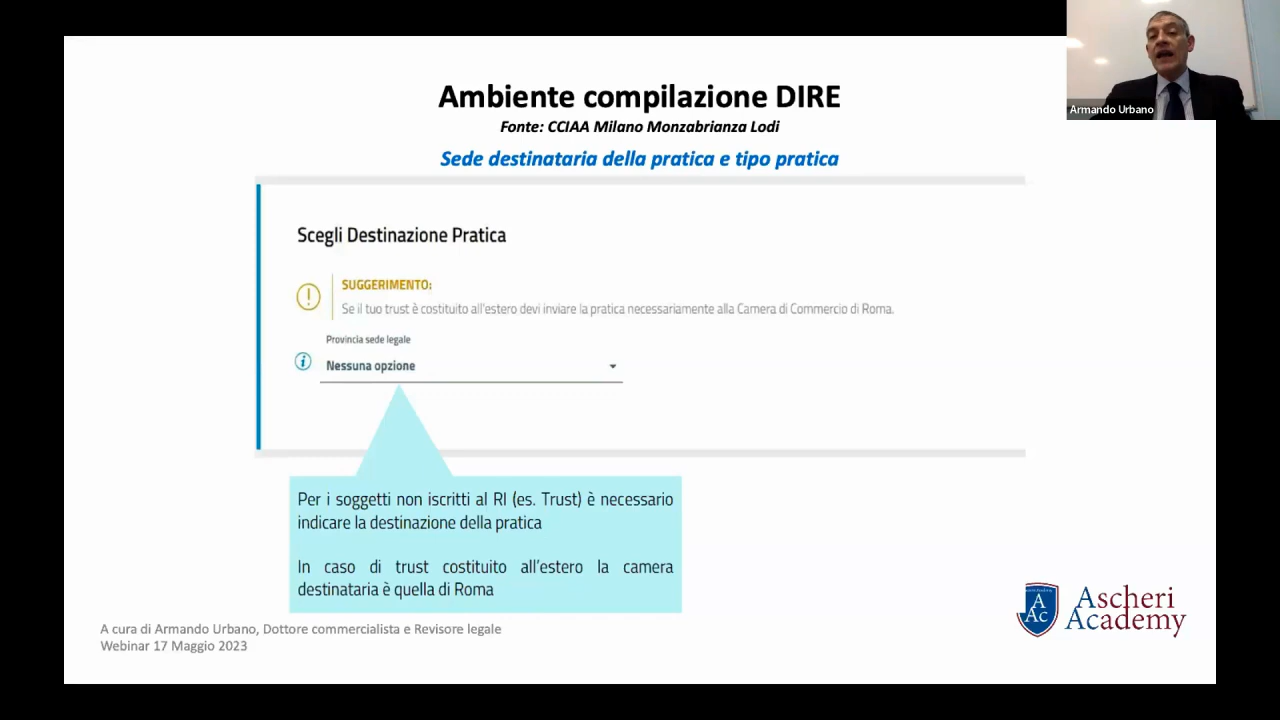 Ambiente compilazione DIRE
Fonte: CCIAA Milano Monzabrianza Lodi
Sede destinataria della pratica e tipo pratica
Armando Urbano
Scegli Destinazione Pratica
SUGGERIMENTO:
Se il tuo trust è costituito all'estero devi inviare la pratica necessariamente alla Camera di Commercio di Roma.
Provincia sede legale
Nessuna opzione
Per i soggetti non iscritti al RI (es. Trust) è necessario
indicare la destinazione della pratica
In caso di trust costituito all'estero la camera
destinataria è quella di Roma
A cura di Armando Urbano, Dottore commercialista e Revisore legale
Webinar 17 Maggio 2023
A
Ac
Ascheri
Academy